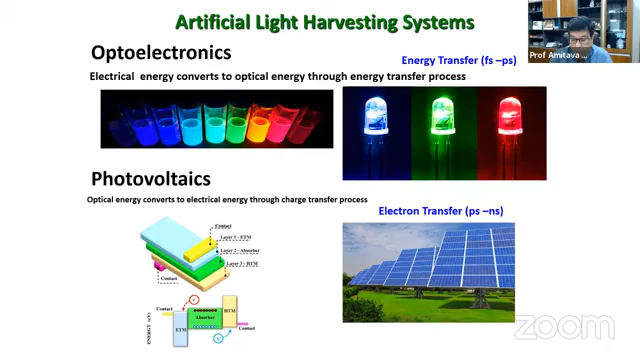 Artificial Light Harvesting Systems
Optoelectronics
Energy Transfer (fs –ps)
Prof Amitava
Electrical energy converts to optical energy through energy transfer process
Photovoltaics
Optical energy converts to electrical energy through charge transfer process
Electron Transfer (ps –ns)
Contact
Layer 1 - ETM
Layer 2- Absorber
Layer 3 - HTM
Contact
Contact
ENERGY (eV)
ETM
Absorber
HTM
Contact
zoom